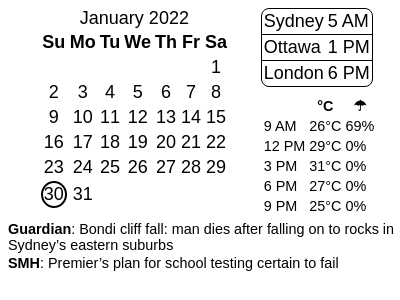 January 2022
Su Mo Tu We Th Fr Sa
1
2 3 4 5 6 7 8
9 10 11 12 13 14 15
16 17 18 19 20 21 22
23 24 25 26 27 28 29
30 31
Sydney 5 AM
Ottawa 1 PM
London 6 PM
°C ☂
9 AM 26°C 69%
12 PM 29°C 0%
3 PM 31°C 0%
6 PM 27°C 0%
9 PM 25°C 0%
Guardian: Bondi cliff fall: man dies after falling on to rocks in
Sydney’s eastern suburbs
SMH: Premier’s plan for school testing certain to fail